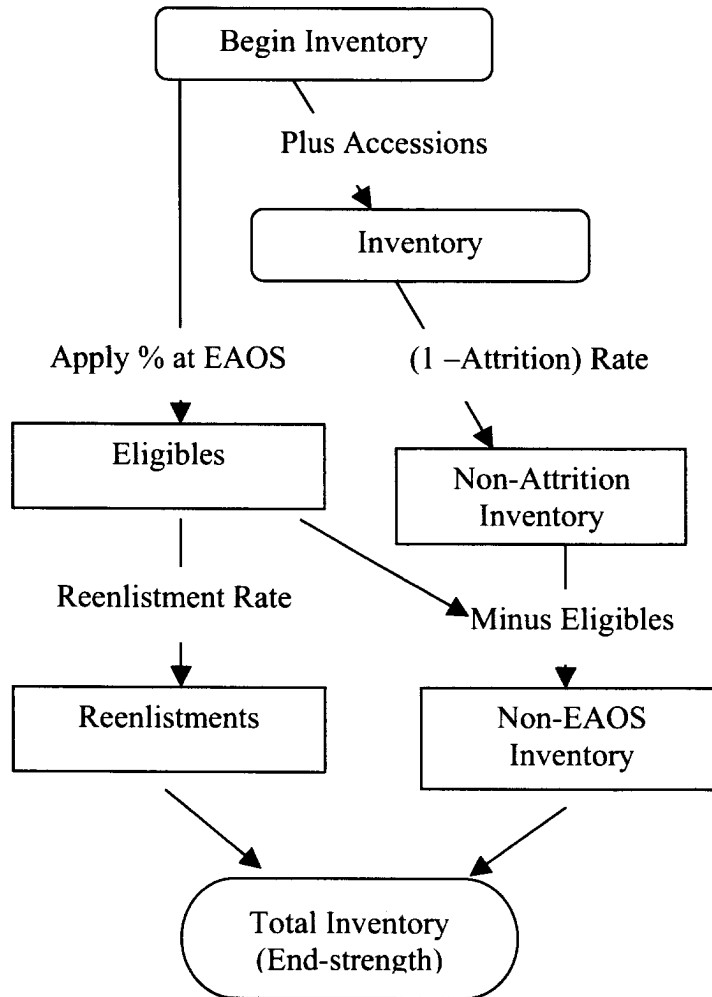 Begin Inventory
Plus Accessions
Inventory
Apply % at EAOS
(1 –Attrition) Rate
Eligibles
Non-Attrition
Inventory
Reenlistment Rate
Minus Eligibles
Reenlistments
Non-EAOS
Inventory
Total Inventory
(End-strength)